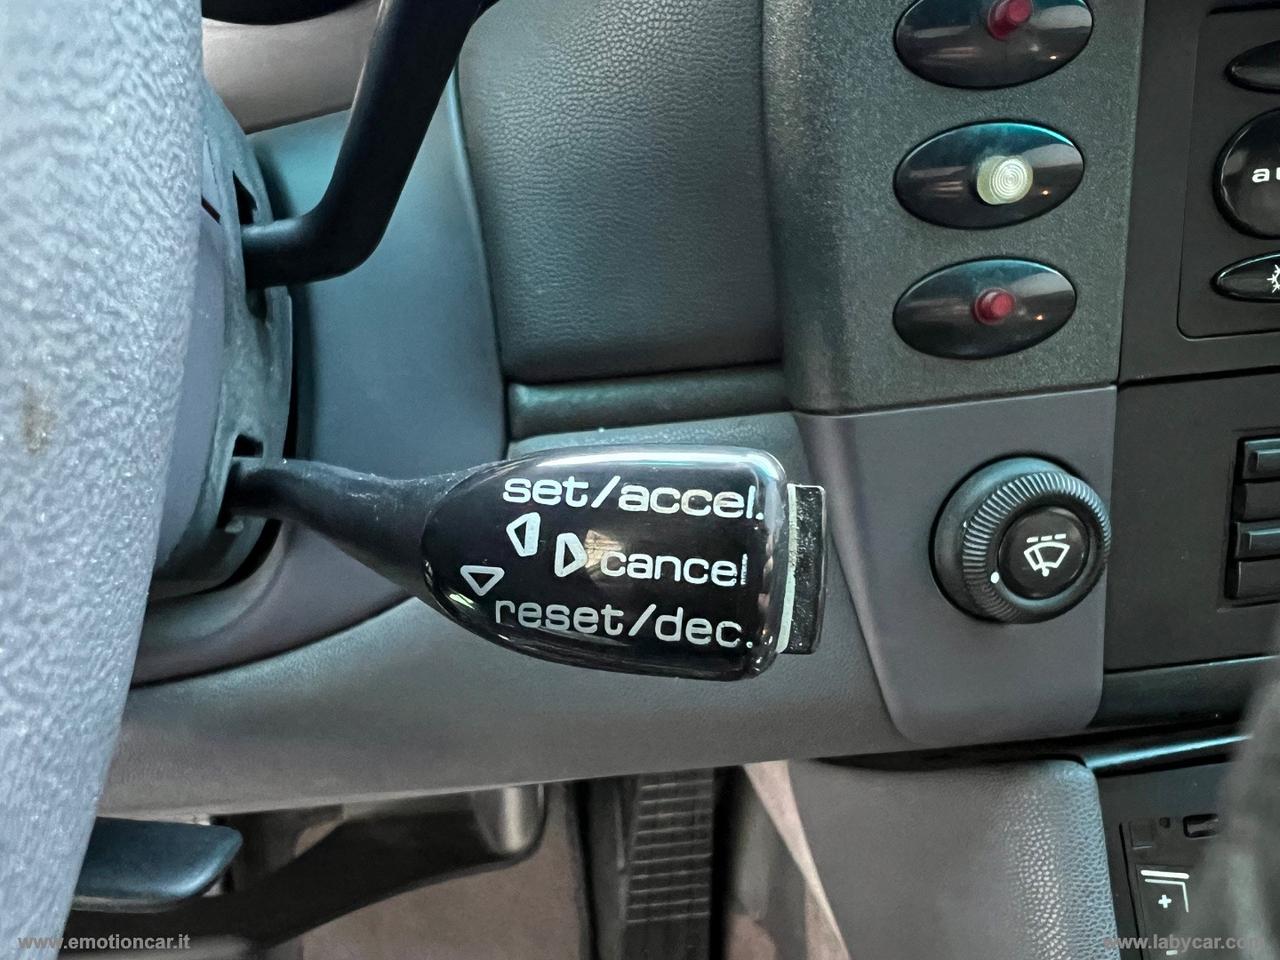 set/accel.
cancel
reset/dec.
+
www.emotioncar.it
www.labycar.com